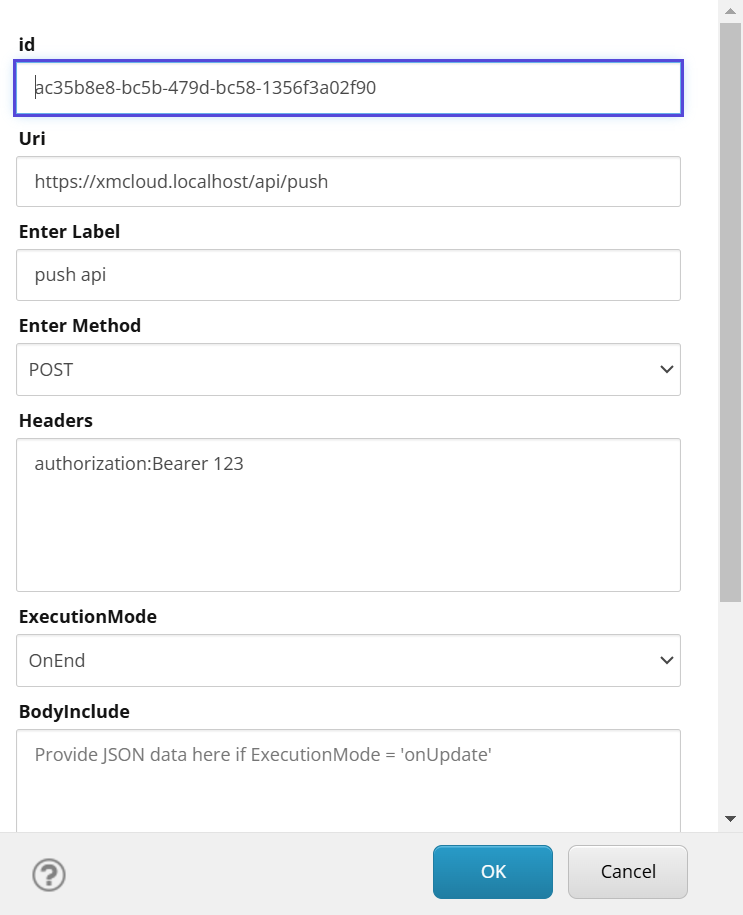 id
ac35b8e8-bc5b-479d-bc58-1356f3a02f90
Uri
https://xmcloud.localhost/api/push
Enter Label
push api
Enter Method
POST
Headers
authorization:Bearer 123
ExecutionMode
OnEnd
BodyInclude
Provide JSON data here if ExecutionMode = 'onUpdate'
?
OK
Cancel